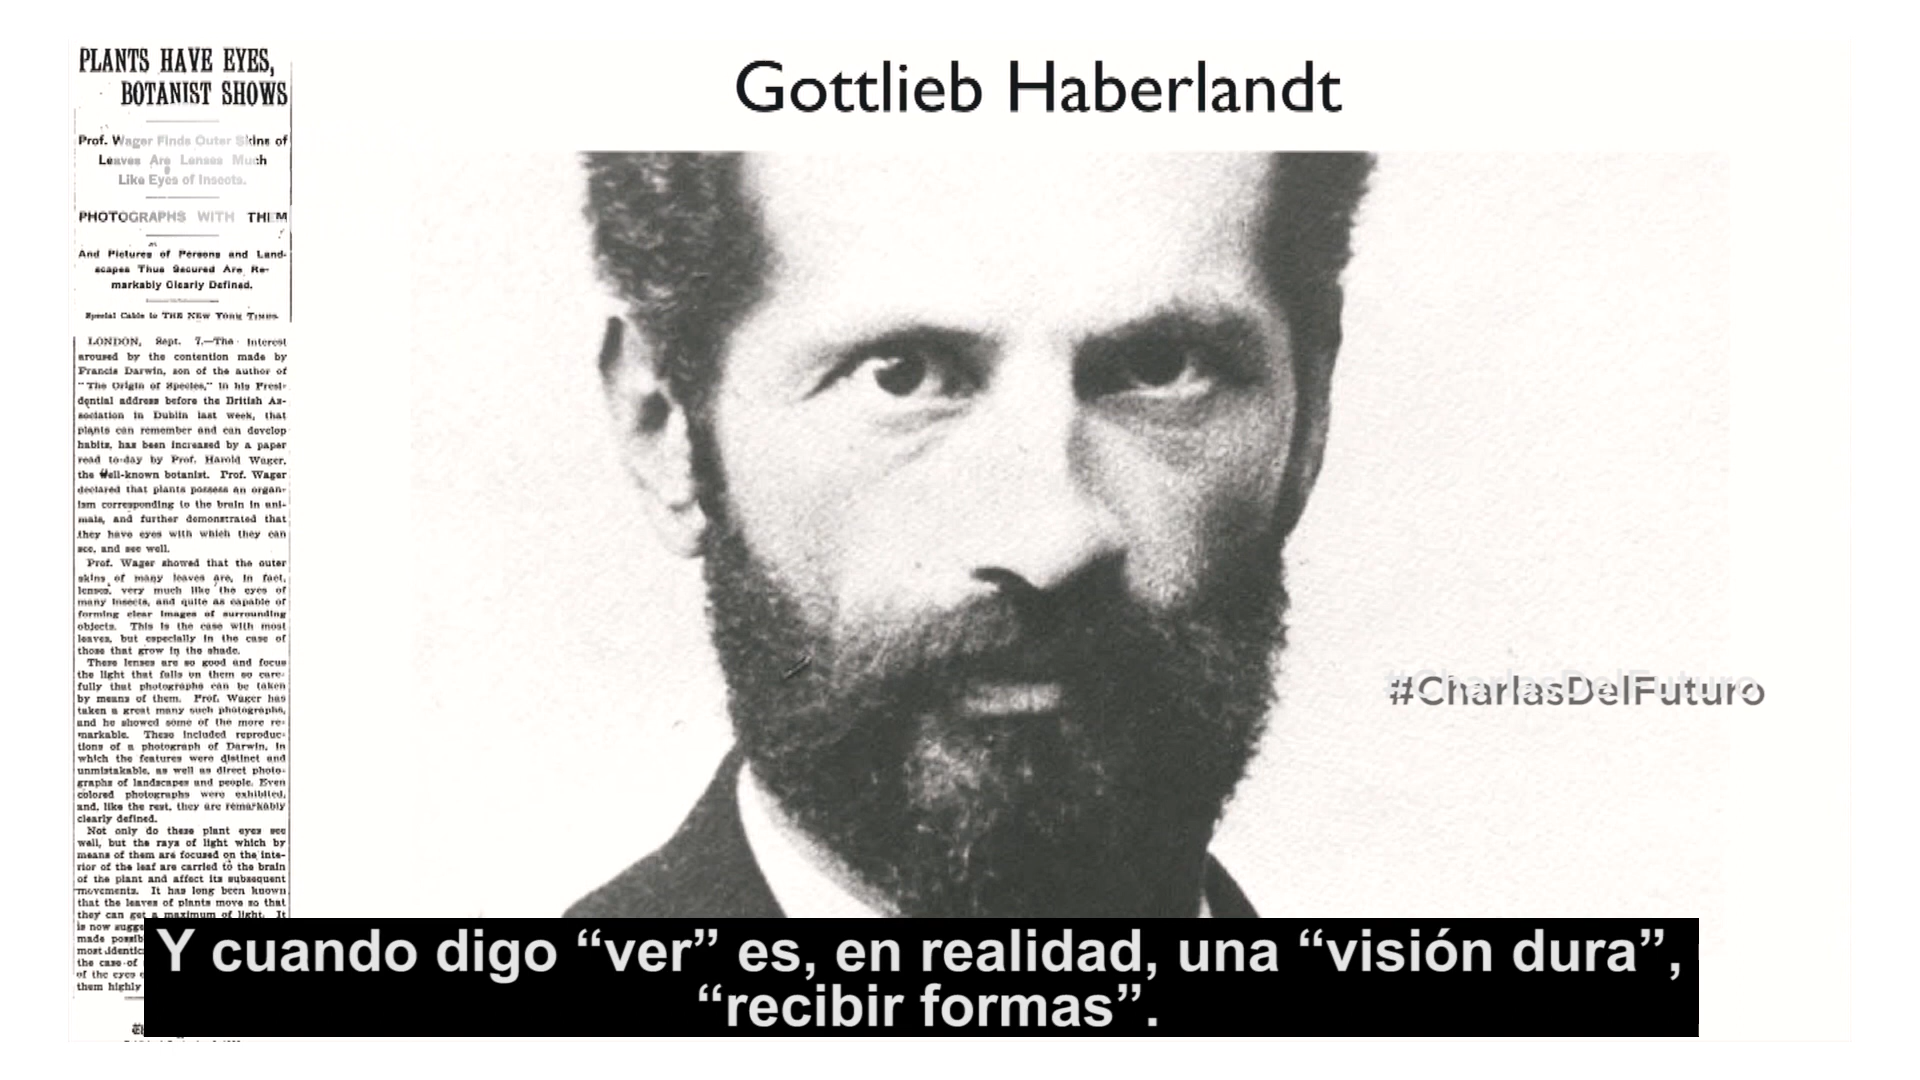 PLANTS HAVE EYES,
BOTANIST SHOWS
Prof. Wager Finds Outer Skins of
Leaves Are Lenses Much
Like Eyes of Insects.
PHOTOGRAPHS WITH THEM
And Pictures of Persons and Land-
scapes Thus Secured Are Re-
markably Clearly Defined.
Special Cable to THE NEW YORK TIMES.
LONDON, Sept. 7.—The interest
aroused by the contention made by
Francis Darwin, son of the author of
"The Origin of Species," in his Presi-
dential address before the British As-
sociation in Dublin last week, that
plants can remember and can develop
habits, has been increased by a paper
read to-day by Prof. Harold Wager,
the well-known botanist. Prof. Wager
declared that plants possess an organ-
ism corresponding to the brain in ani-
mals, and further demonstrated that
they have eyes with which they can
see, and see well.
Prof. Wager showed that the outer
skins of many leaves are, in fact,
lenses, very much like the eyes of
many insects, and quite as capable of
forming clear images of surrounding
objects. This is the case with most
leaves, but especially in the case of
those that grow in the shade.
These lenses are so good and focus
the light that falls on them so care-
fully that photographs can be taken
by means of them. Prof. Wager has
taken a great many such photographs,
and he showed some of the more re-
markable. These included reproduc-
tions of a photograph of Darwin, in
which the features were distinct and
unmistakable, as well as direct photo-
graphs of landscapes and people. Even
colored photographs were exhibited,
and, like the rest, they are remarkably
clearly defined.
Not only do these plant eyes see
well, but the rays of light which by
means of them are focused on the inte-
rior of the leaf are carried to the brain
of the plant and affect its subsequent
movements. It has long been known
that the leaves of plants move so that
they can get a maximum of light. It
is now
made
most
the case of
of the eyes
them highly
Gottlieb Haberlandt
#CharlasDelFuturo
Y cuando digo “ver” es, en realidad, una “visión dura”,
“recibir formas”.